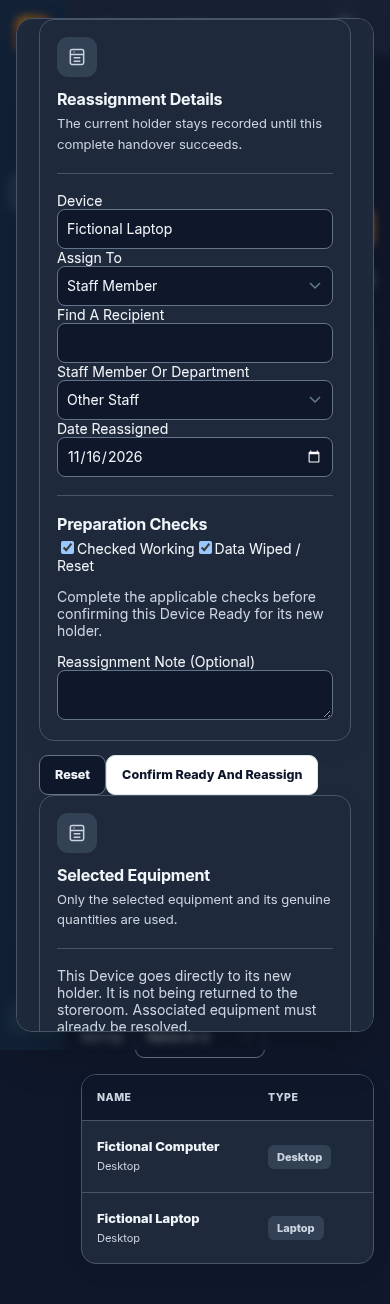 Reassignment Details
The current holder stays recorded until this
complete handover succeeds.
Device
Fictional Laptop
Assign To
Staff Member
Find A Recipient
Staff Member Or Department
Other Staff
Date Reassigned
11/16/2026
Preparation Checks
Checked Working Data Wiped /
Reset
Complete the applicable checks before
confirming this Device Ready for its new
holder.
Reassignment Note (Optional)
Reset Confirm Ready And Reassign
Selected Equipment
Only the selected equipment and its genuine
quantities are used.
This Device goes directly to its new
holder. It is not being returned to the
storeroom. Associated equipment must
already be resolved.
NAME TYPE
Fictional Computer
Desktop
Desktop
Fictional Laptop
Laptop
Desktop